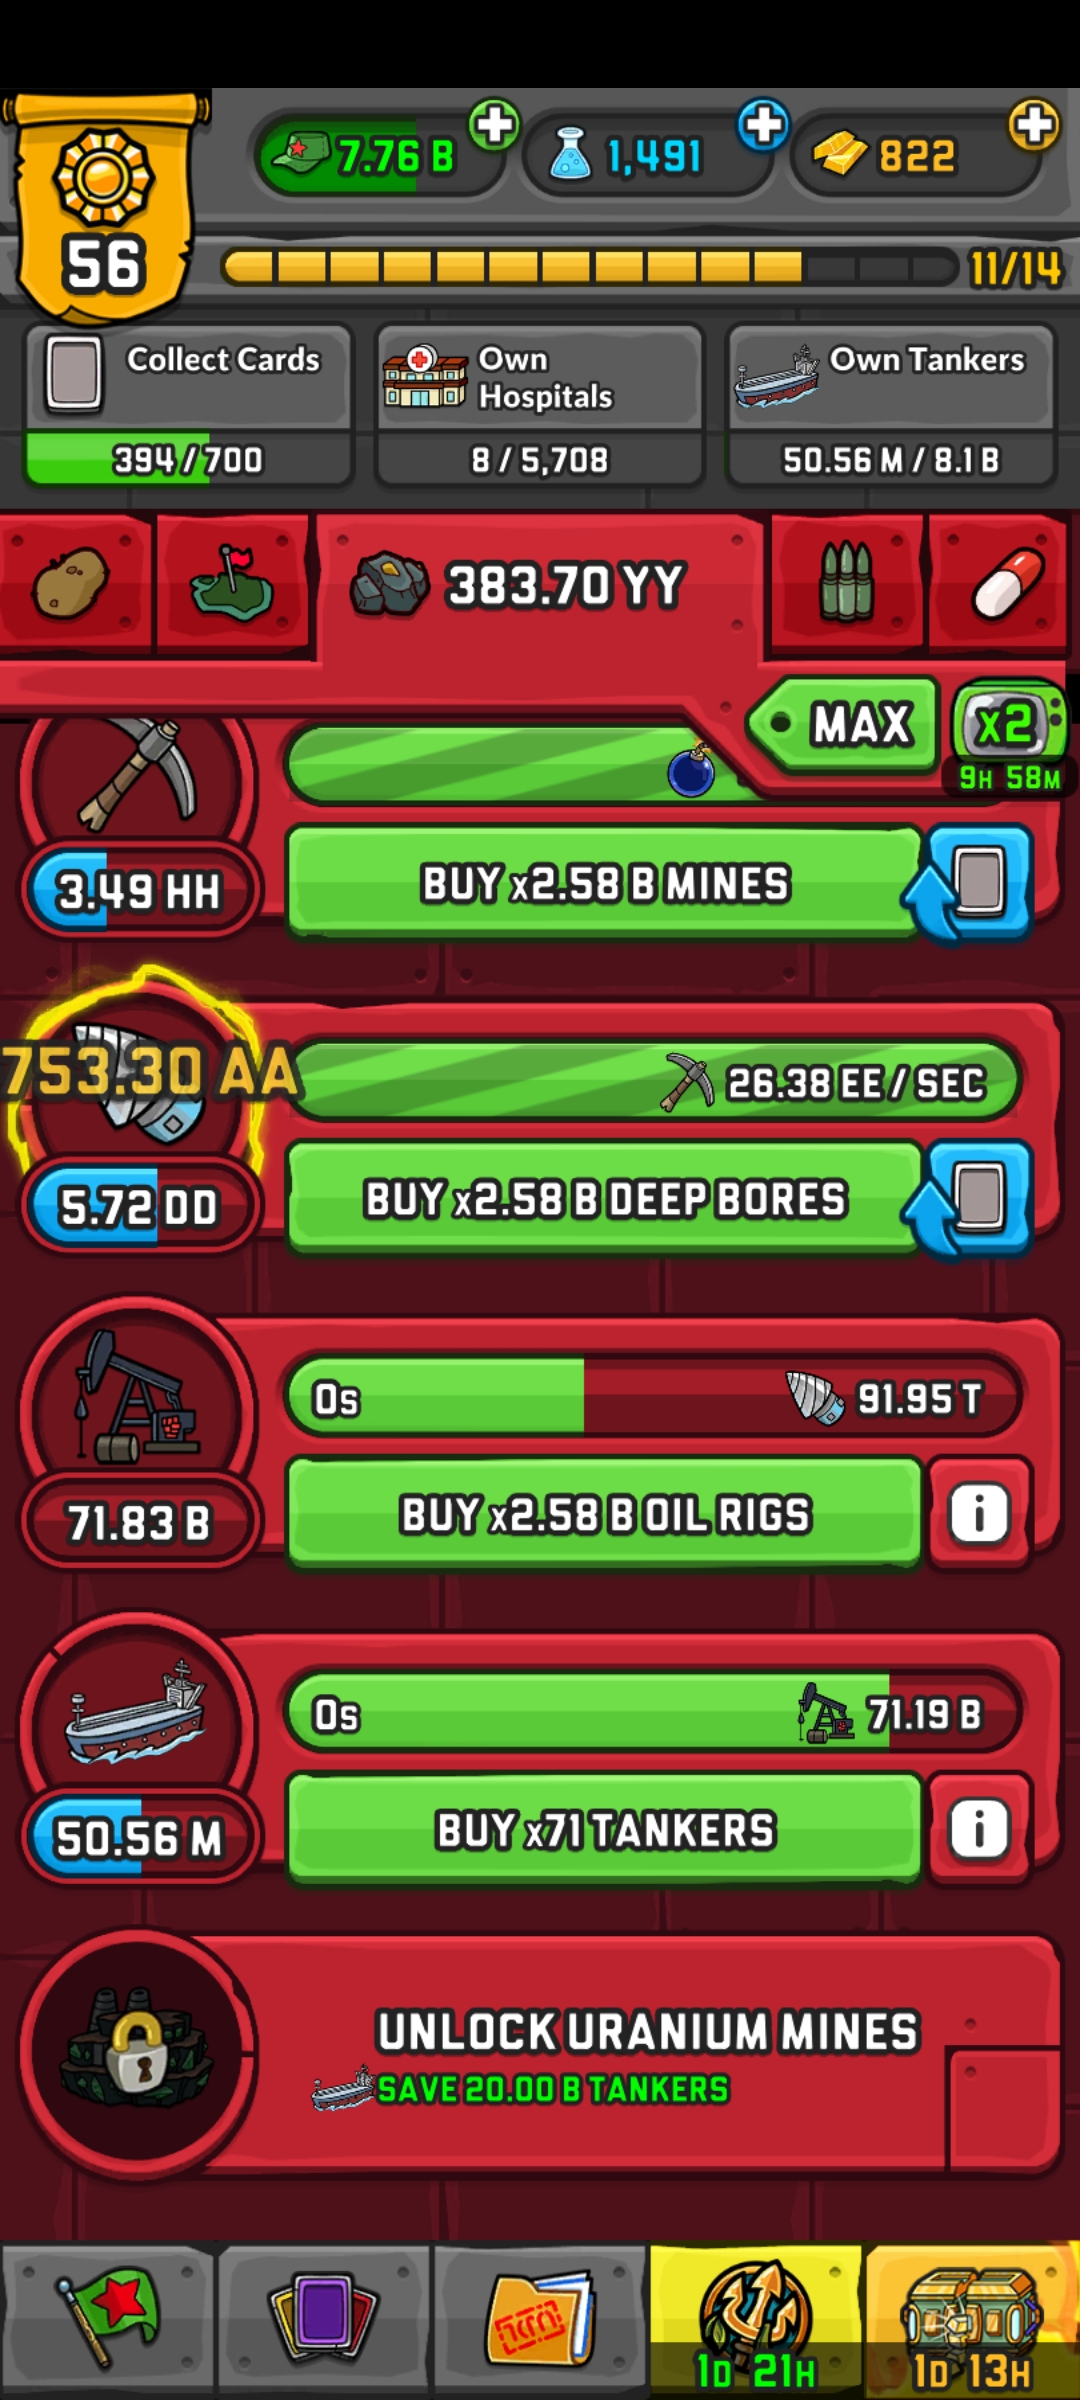 56
7.76 B
1,491
822
11/14
Collect Cards
394 / 700
Own
Hospitals
8 / 5,708
Own Tankers
50.56 M / 8.1 B
383.70 YY
MAX
x2
9H 58M
3.49 HH
BUY x2.58 B MINES
753.30 AA
26.38 EE / SEC
5.72 DD
BUY x2.58 B DEEP BORES
0s
91.95 T
71.83 B
BUY x2.58 B OIL RIGS
i
0s
71.19 B
50.56 M
BUY x71 TANKERS
i
UNLOCK URANIUM MINES
SAVE 20.00 B TANKERS
1D 21H
1D 13H